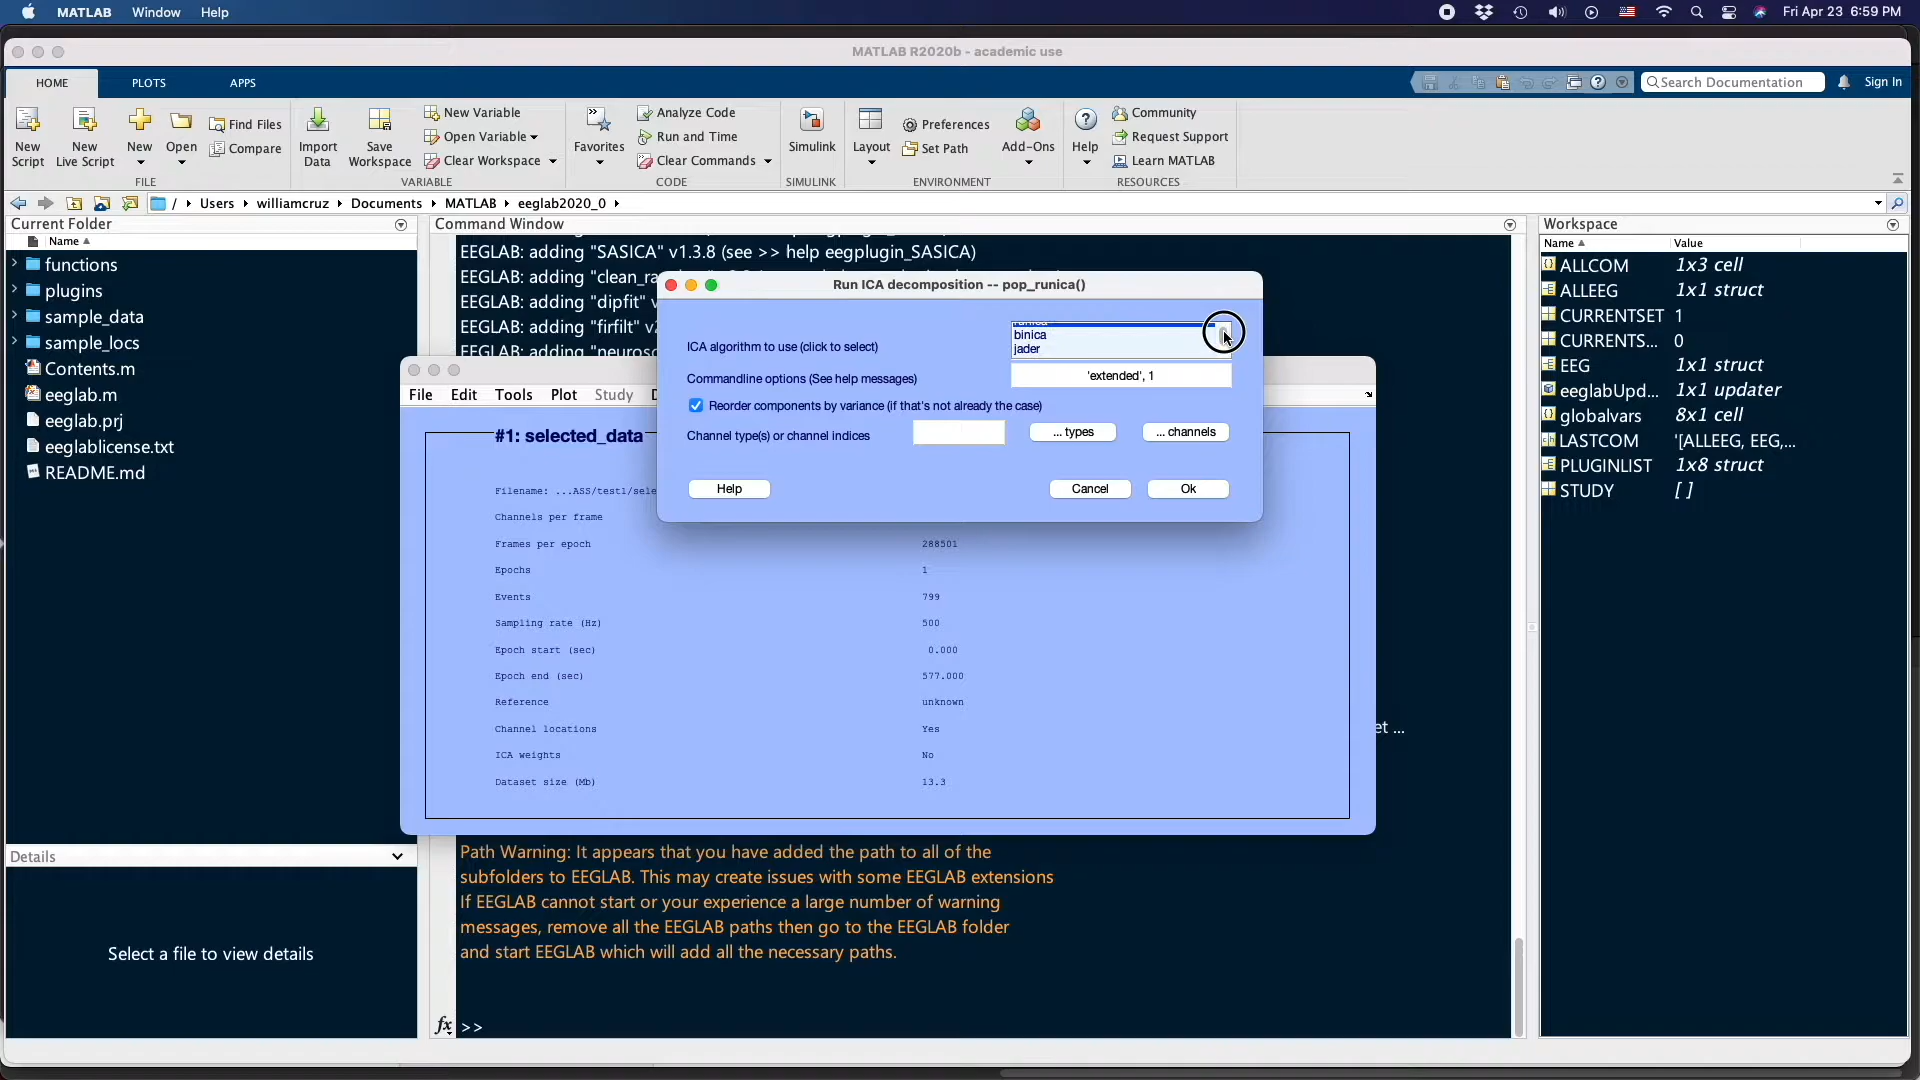 MATLAB Window Help Fri Apr 23 6:59 PM
MATLAB R2020b - academic use
HOME PLOTS APPS Search Documentation Sign In
New Script
New Live Script
New
Open
Find Files
Compare
FILE
Import Data
Save Workspace
New Variable
Open Variable
Clear Workspace
VARIABLE
Favorites
Analyze Code
Run and Time
Clear Commands
CODE
Simulink
SIMULINK
Layout
Preferences
Set Path
Add-Ons
ENVIRONMENT
Help
Community
Request Support
Learn MATLAB
RESOURCES
/ Users williamcruz Documents MATLAB eeglab2020_0
Current Folder
Name
functions
plugins
sample_data
sample_locs
Contents.m
eeglab.m
eeglab.prj
eeglablicense.txt
README.md
Details
Select a file to view details
Command Window
EEGLAB: adding "SASICA" v1.3.8 (see >> help eegplugin_SASICA)
EEGLAB: adding "clean_ra
EEGLAB: adding "dipfit" v
EEGLAB: adding "firfilt" v
EEGLAB: adding "neurosc
Run ICA decomposition -- pop_runica()
ICA algorithm to use (click to select)
runica
binica
jader
Commandline options (See help messages) 'extended', 1
Reorder components by variance (if that's not already the case)
Channel type(s) or channel indices ... types ... channels
Help Cancel Ok
File Edit Tools Plot Study
#1: selected_data
Filename: ...ASS/test1/sele
Channels per frame
Frames per epoch 288501
Epochs 1
Events 799
Sampling rate (Hz) 500
Epoch start (sec) 0.000
Epoch end (sec) 577.000
Reference unknown
Channel locations Yes
ICA weights No
Dataset size (Mb) 13.3
et ...
Path Warning: It appears that you have added the path to all of the
subfolders to EEGLAB. This may create issues with some EEGLAB extensions
If EEGLAB cannot start or your experience a large number of warning
messages, remove all the EEGLAB paths then go to the EEGLAB folder
and start EEGLAB which will add all the necessary paths.
fx >>
Workspace
Name Value
ALLCOM 1x3 cell
ALLEEG 1x1 struct
CURRENTSET 1
CURRENTS... 0
EEG 1x1 struct
eeglabUpd... 1x1 updater
globalvars 8x1 cell
LASTCOM '[ALLEEG, EEG,...
PLUGINLIST 1x8 struct
STUDY []